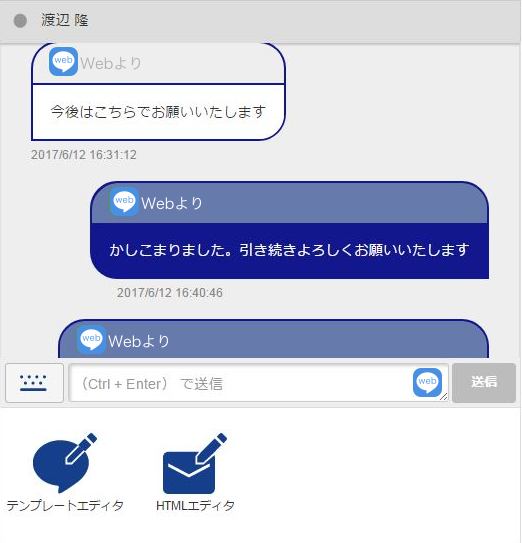 渡辺 隆
web Webより
今後はこちらでお願いいたします
2017/6/12 16:31:12
web Webより
かしこまりました。引き続きよろしくお願いいたします
2017/6/12 16:40:46
web Webより
（Ctrl + Enter） で送信 web 送信
テンプレートエディタ HTMLエディタ